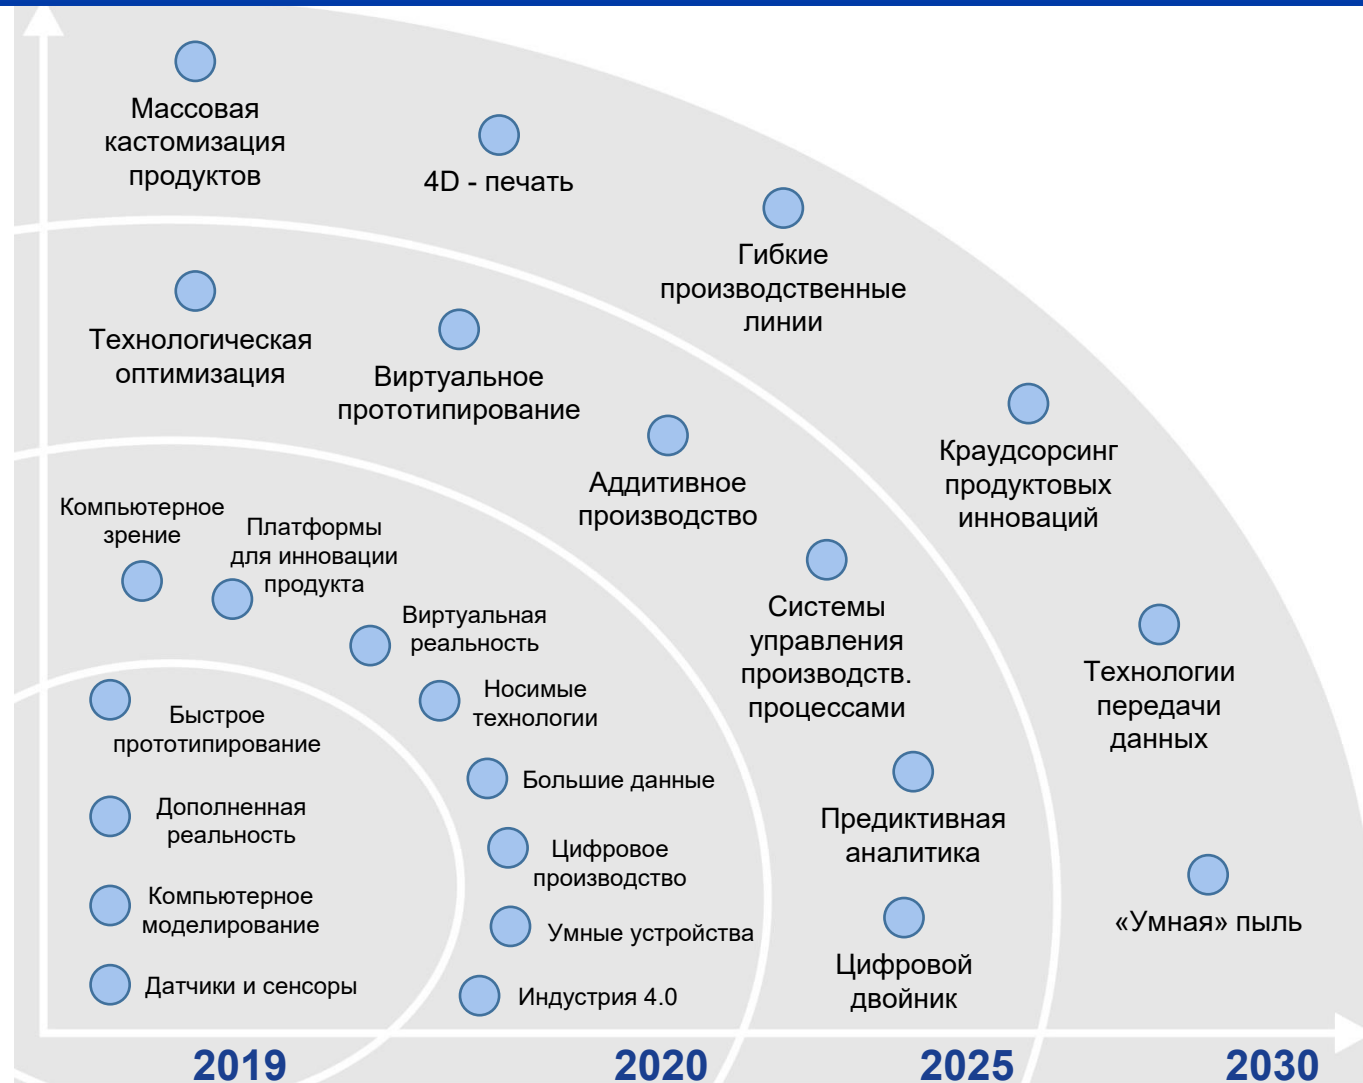 Массовая
кастомизация
продуктов
4D - печать
Гибкие
производственные
линии
Технологическая
оптимизация
Виртуальное
прототипирование
Аддитивное
производство
Краудсорсинг
продуктовых
инноваций
Компьютерное
зрение
Платформы
для инновации
продукта
Виртуальная
реальность
Системы
управления
производств.
процессами
Технологии
передачи
данных
Носимые
технологии
Быстрое
прототипирование
Большие данные
Дополненная
реальность
Предиктивная
аналитика
Цифровое
производство
Компьютерное
моделирование
Умные устройства
«Умная» пыль
Цифровой
двойник
Датчики и сенсоры
Индустрия 4.0
2019
2020
2025
2030